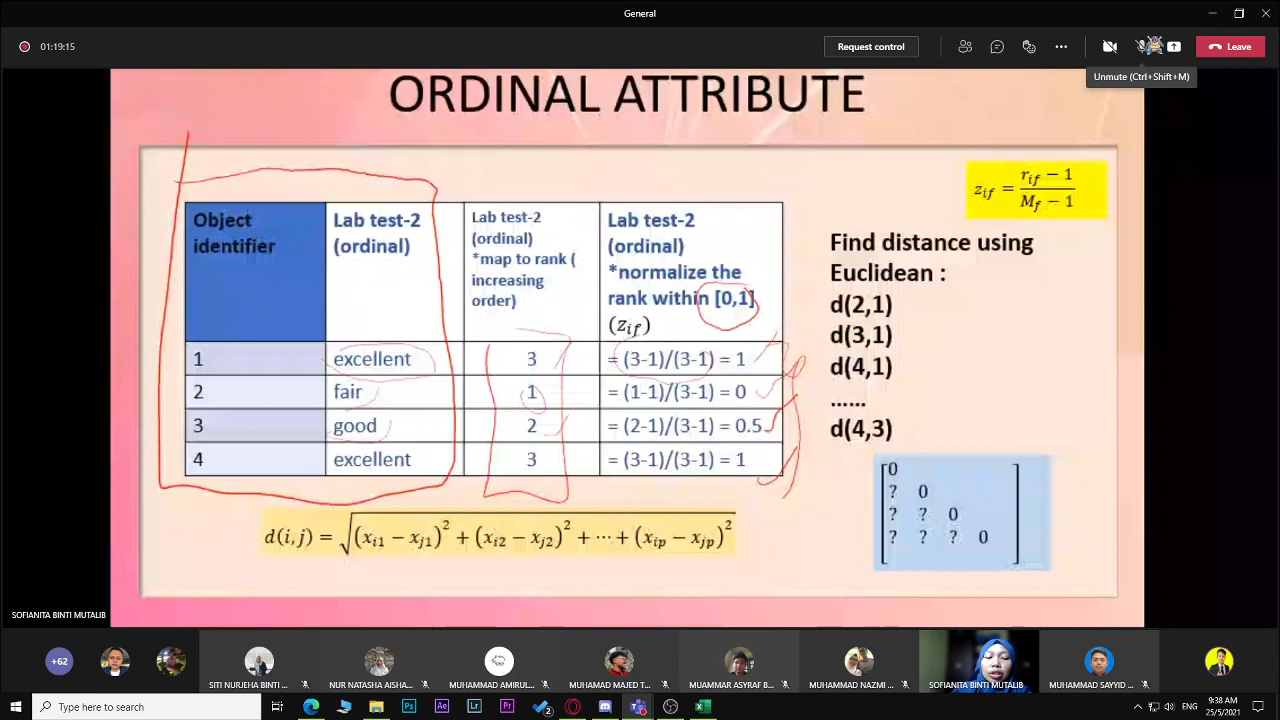 General
01:19:15
Request control
Leave
Unmute (Ctrl+Shift+M)
ORDINAL ATTRIBUTE
Object
identifier
Lab test-2
(ordinal)
Lab test-2
(ordinal)
*map to rank (
increasing
order)
Lab test-2
(ordinal)
*normalize the
rank within [0,1]
(z_if)
1 excellent 3 = (3-1)/(3-1) = 1
2 fair 1 = (1-1)/(3-1) = 0
3 good 2 = (2-1)/(3-1) = 0.5
4 excellent 3 = (3-1)/(3-1) = 1
d(i,j) = √(x_i1 − x_j1)^2 + (x_i2 − x_j2)^2 + ⋯ + (x_ip − x_jp)^2
z_if = (r_if − 1)/(M_f − 1)
Find distance using
Euclidean :
d(2,1)
d(3,1)
d(4,1)
......
d(4,3)
0
? 0
? ? 0
? ? ? 0
SOFIANITA BINTI MUTALIB
+62
SITI NURJEHA BINTI ...
NUR NATASHA AISHA...
MUHAMMAD AMIRUL...
MUHAMAD MAJED T...
MUAMMAR ASYRAF B...
MUHAMMAD NAZMI ...
SOFIANITA BINTI MUTALIB
MUHAMMAD SAYYID ...
Type here to search
Ps
Ae
Lr
Pr
2
ENG
9:38 AM
25/5/2021